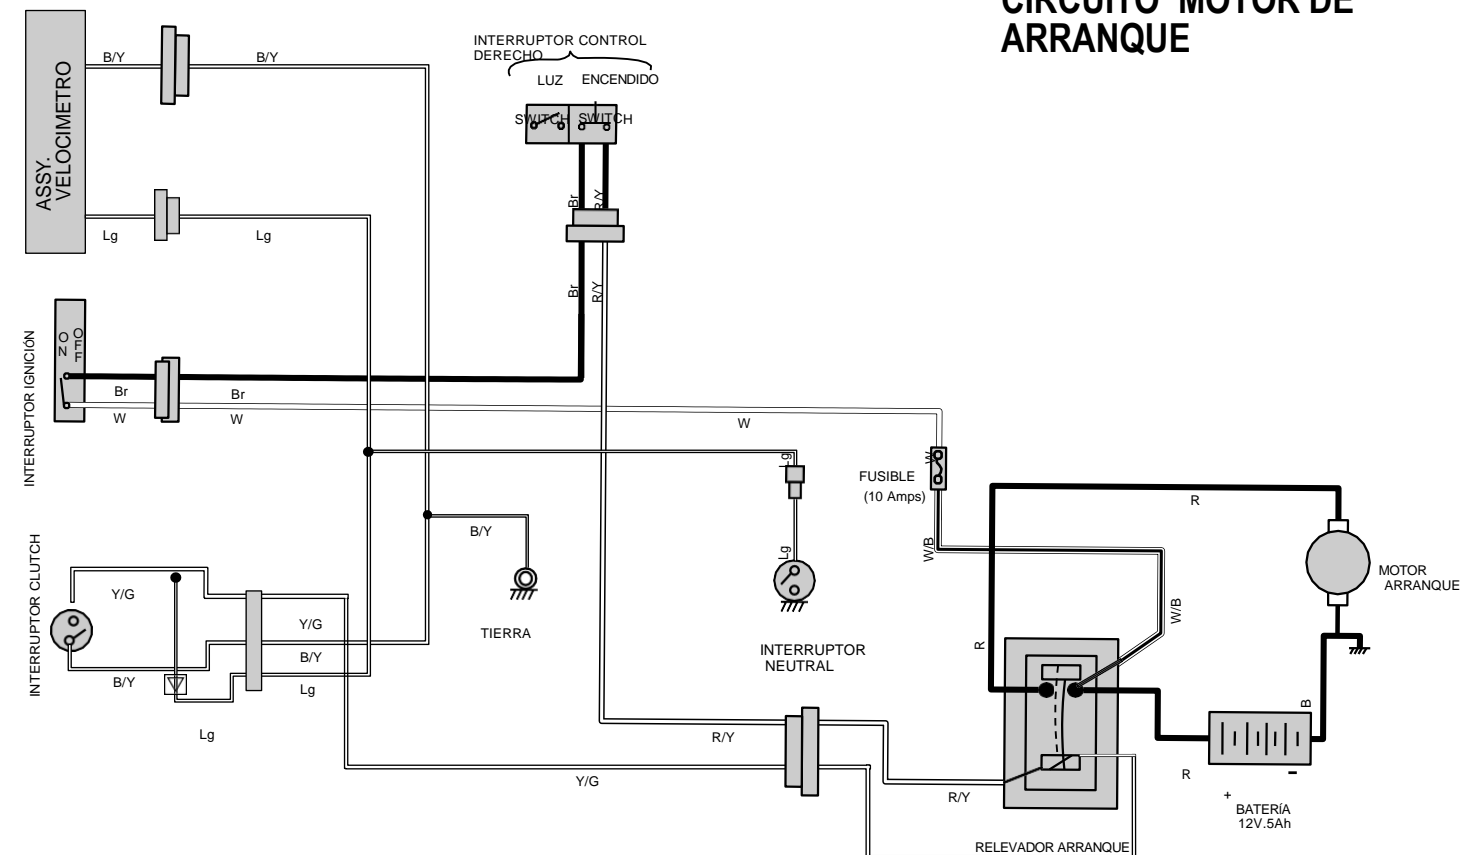 CIRCUITO MOTOR DE
ARRANQUE
INTERRUPTOR CONTROL
DERECHO
LUZ ENCENDIDO
SWITCH SWITCH
B/Y
B/Y
ASSY.
VELOCIMETRO
Br
R/Y
Lg
Lg
Br
R/Y
INTERRUPTOR IGNICIÓN
ON
OFF
Br
Br
W
W
W
Lg
W
FUSIBLE
(10 Amps)
R
B/Y
Lg
W/B
INTERRUPTOR CLUTCH
MOTOR
ARRANQUE
Y/G
W/B
Y/G
TIERRA
INTERRUPTOR
NEUTRAL
R
B/Y
B/Y
Lg
B
Lg
R/Y
Y/G
R
-
R/Y
+
BATERÍA
12V.5Ah
RELEVADOR ARRANQUE